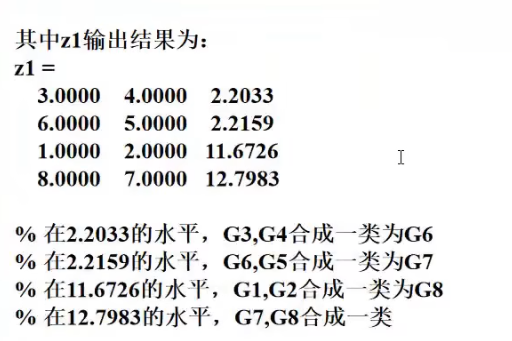 其中z1输出结果为：
z1 =
3.0000 4.0000 2.2033
6.0000 5.0000 2.2159
1.0000 2.0000 11.6726
8.0000 7.0000 12.7983
% 在2.2033的水平，G3,G4合成一类为G6
% 在2.2159的水平，G6,G5合成一类为G7
% 在11.6726的水平，G1,G2合成一类为G8
% 在12.7983的水平，G7,G8合成一类